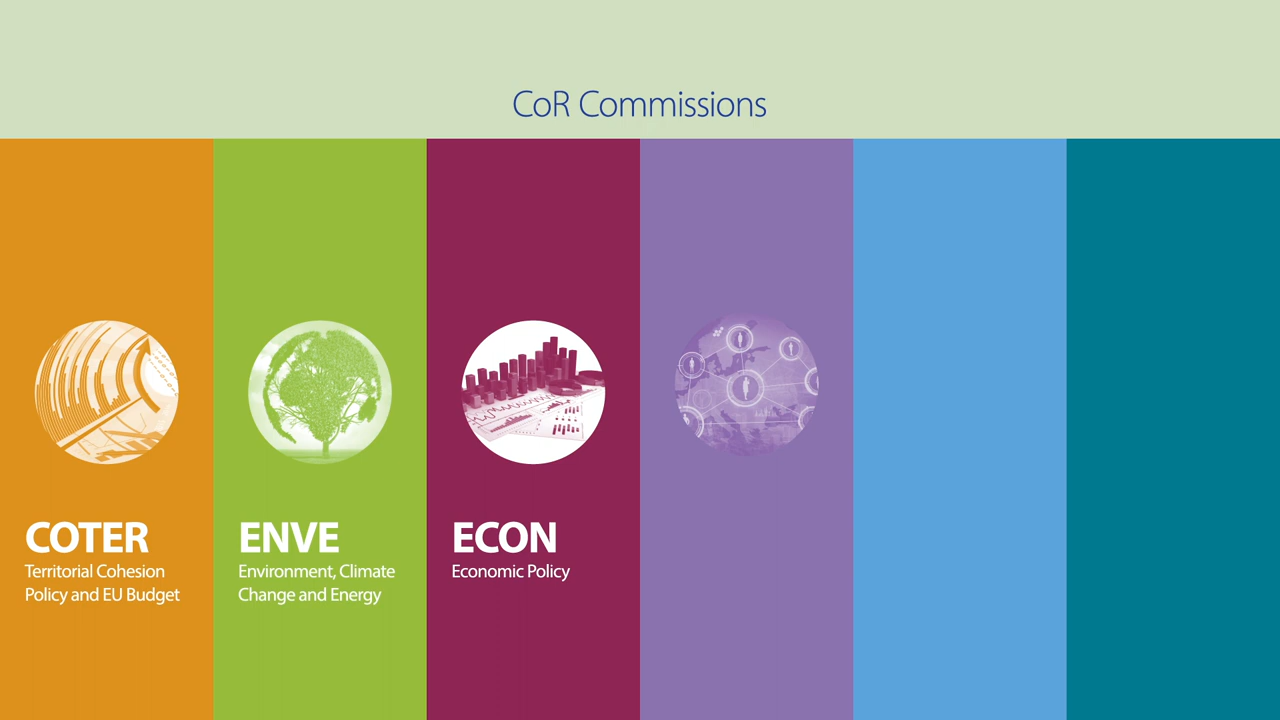 CoR Commissions
COTER
Territorial Cohesion
Policy and EU Budget
ENVE
Environment, Climate
Change and Energy
ECON
Economic Policy